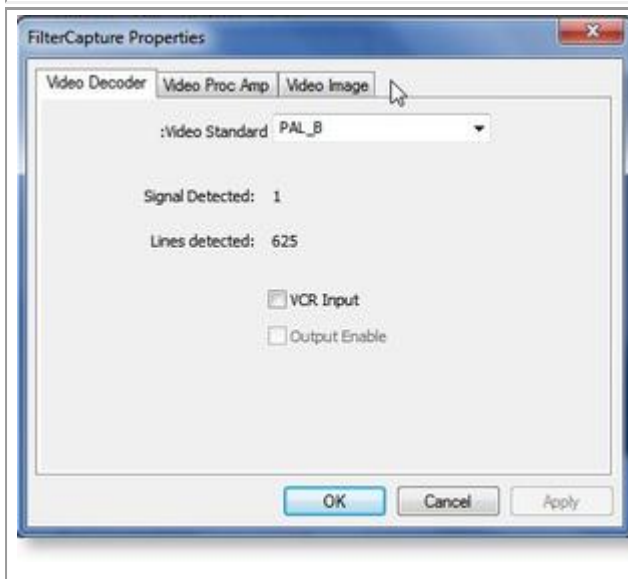 FilterCapture Properties
Video Decoder Video Proc Amp Video Image
:Video Standard PAL_B
Signal Detected: 1
Lines detected: 625
VCR Input
Output Enable
OK Cancel Apply